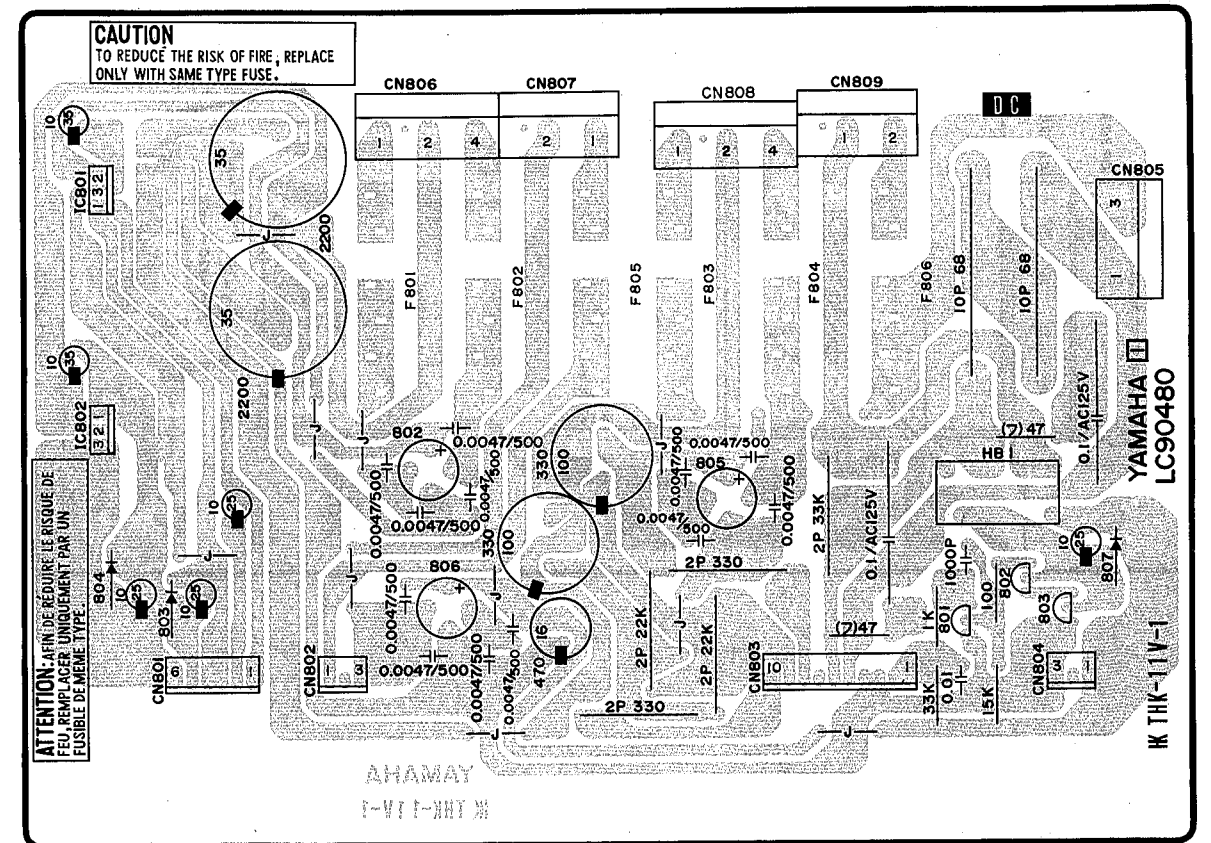 CAUTION
TO REDUCE THE RISK OF FIRE, REPLACE
ONLY WITH SAME TYPE FUSE.
CN806
CN807
CN808
CN809
DC
CN805
1
2
4
2
1
1
2
4
1
2
3
1
10
35
IC801
1 3 2
35
2200
35
2200
10
35
IC802
3 2 1
F801
F802
F805
F803
F804
F806
10P 68
10P 68
YAMAHA
LC90480
0.1/AC125V
(7)47
HB1
802
0.0047/500
0.0047/500
0.0047/500
0.0047/500
330
100
330
100
805
0.0047/500
0.0047/500
0.0047/500
0.0047/500
2P 33K
0.1/AC125V
2P 330
ATTENTION: AFIN DE REDUIRE LE RISQUE DE
FEU, REMPLACER UNIQUEMENT PAR UN
FUSIBLE DE MEME TYPE.
10
25
804
10
25
803
10
25
CN801
6
1
CN802
1
3
806
0.0047/500
0.0047/500
0.0047/500
0.0047/500
470
16
2P 22K
2P 22K
2P 330
CN803
10
1
(7)47
1000P
1K
801
100
802
803
10
25
807
33K
0.01
15K
CN804
3
1
J
J
J
J
J
J
J
J
J
J
J
IK THK-11V-1
YAMAHA
IK THK-11V-1